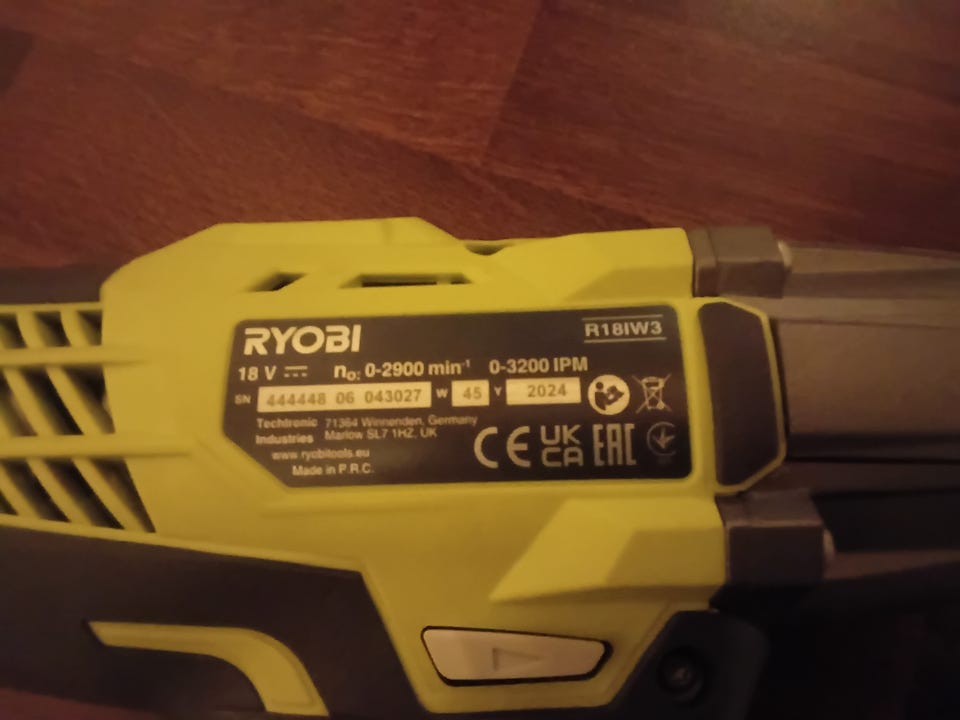 RYOBI
R18IW3
18 V n₀: 0-2900 min⁻¹ 0-3200 IPM
SN 444448 06 043027 W 45 Y 2024
Techtronic 71364 Winnenden, Germany
Industries Marlow SL7 1HZ, UK
www.ryobitools.eu
Made in P.R.C.
CE UK CA EAC